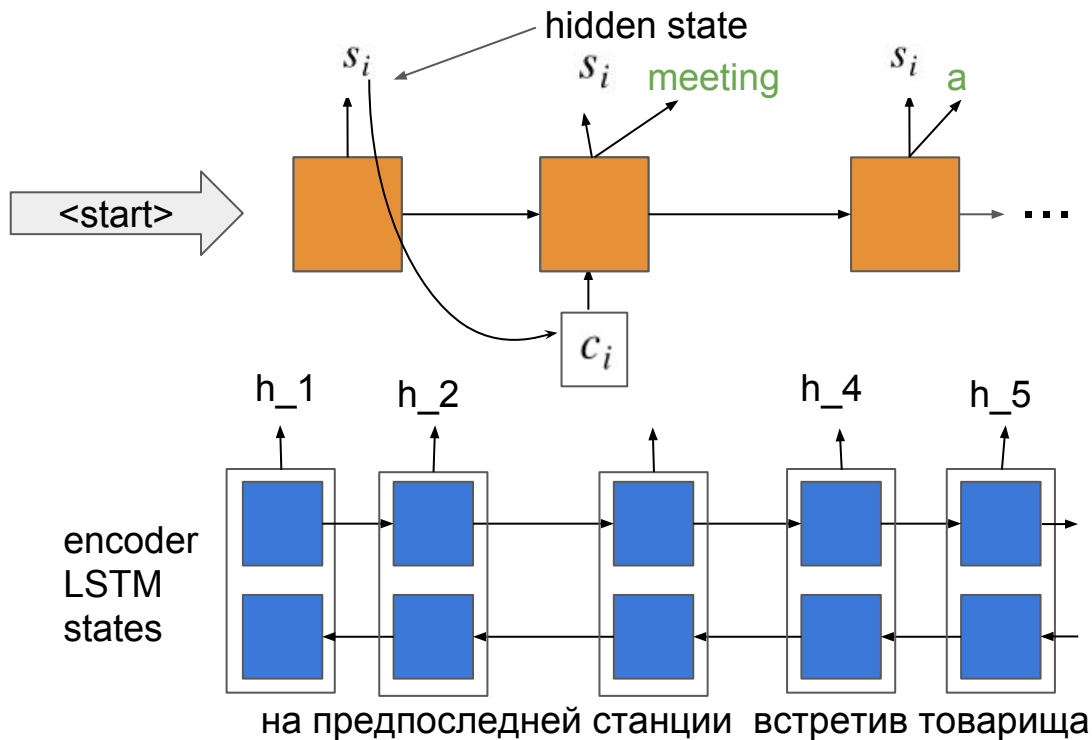 hidden state
s_i
s_i
meeting
s_i
a
<start>
...
c_i
h_1
h_2
h_4
h_5
encoder
LSTM
states
на предпоследней станции встретив товарища